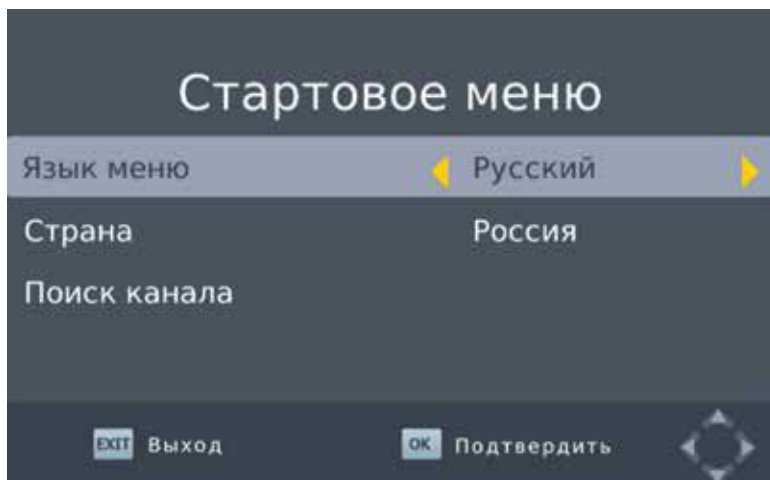 Стартовое меню
Язык меню Русский
Страна Россия
Поиск канала
EXIT Выход OK Подтвердить